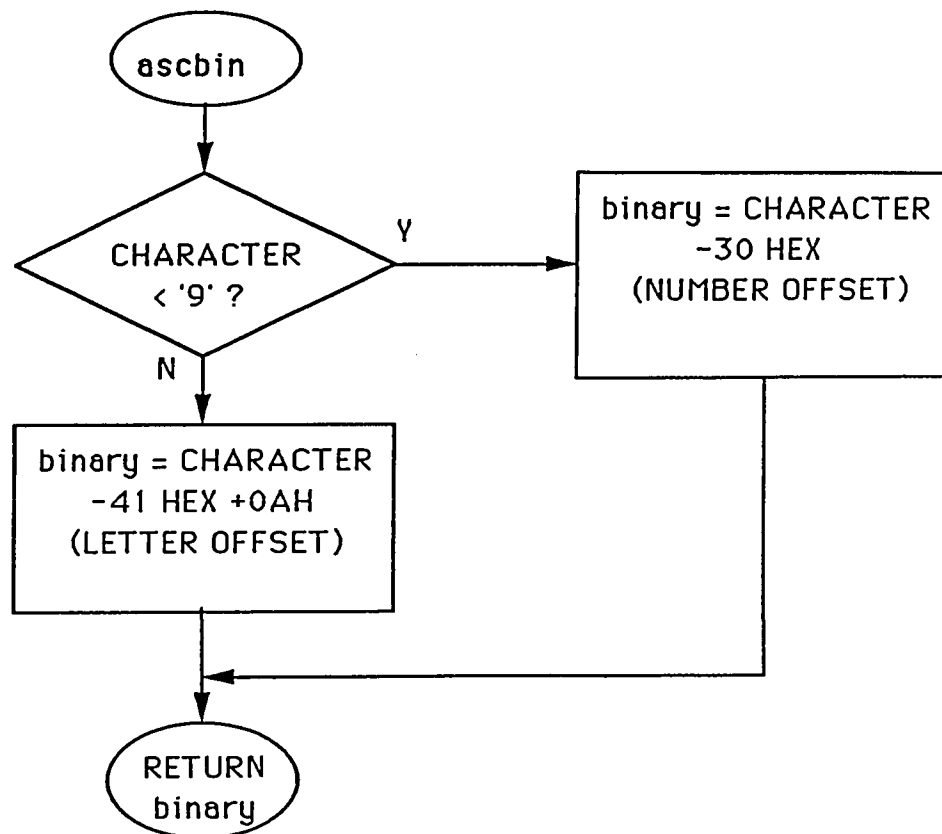 ascbin
CHARACTER
< '9' ?
Y
N
binary = CHARACTER
-30 HEX
(NUMBER OFFSET)
binary = CHARACTER
-41 HEX +0AH
(LETTER OFFSET)
RETURN
binary